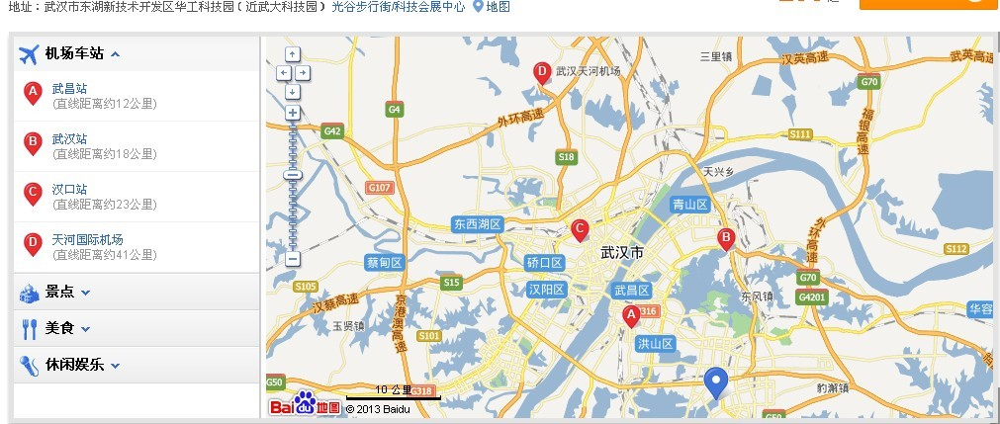 地址：武汉市东湖新技术开发区华工科技园（近武大科技园） 光谷步行街/科技会展中心 地图
机场车站
A 武昌站
(直线距离约12公里)
B 武汉站
(直线距离约18公里)
C 汉口站
(直线距离约23公里)
D 天河国际机场
(直线距离约41公里)
景点
美食
休闲娱乐
三里镇
汉英高速
武英高速
D
武汉天河机场
G70
G4
福银高速
外环高速
G42
S111
S18
天兴乡
G107
青山区
东西湖区
C
B
外环高速
武汉市
S112
蔡甸区
硚口区
G70
S15
S105
汉阳区
武昌区
东风镇
G4201
汉蔡高速
京港澳高速
A
G316
华容
玉贤镇
S101
洪山区
G50
10 公里
G318
豹澥镇
Bai du 地图
© 2013 Baidu
G50